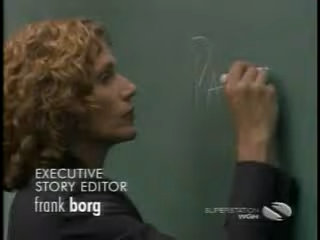 EXECUTIVE
STORY EDITOR
frank borg
SUPERSTATION
WGN